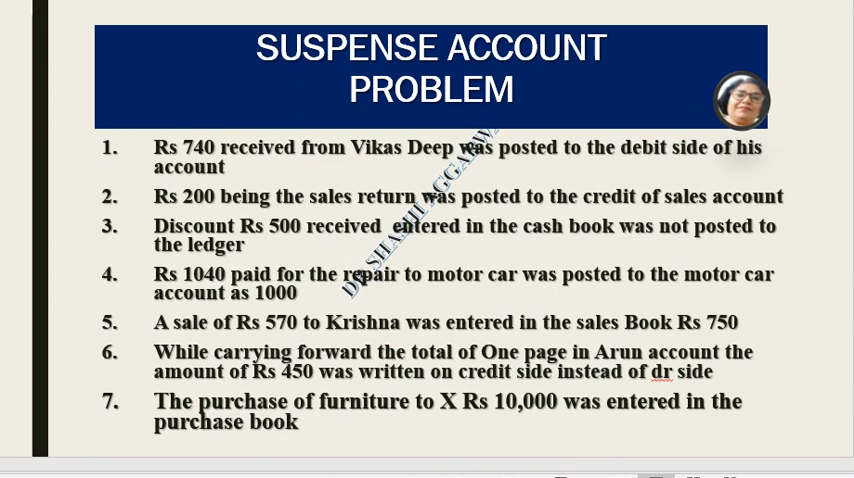 SUSPENSE ACCOUNT
PROBLEM
1. Rs 740 received from Vikas Deep was posted to the debit side of his
account
2. Rs 200 being the sales return was posted to the credit of sales account
3. Discount Rs 500 received entered in the cash book was not posted to
the ledger
4. Rs 1040 paid for the repair to motor car was posted to the motor car
account as 1000
5. A sale of Rs 570 to Krishna was entered in the sales Book Rs 750
6. While carrying forward the total of One page in Arun account the
amount of Rs 450 was written on credit side instead of dr side
7. The purchase of furniture to X Rs 10,000 was entered in the
purchase book